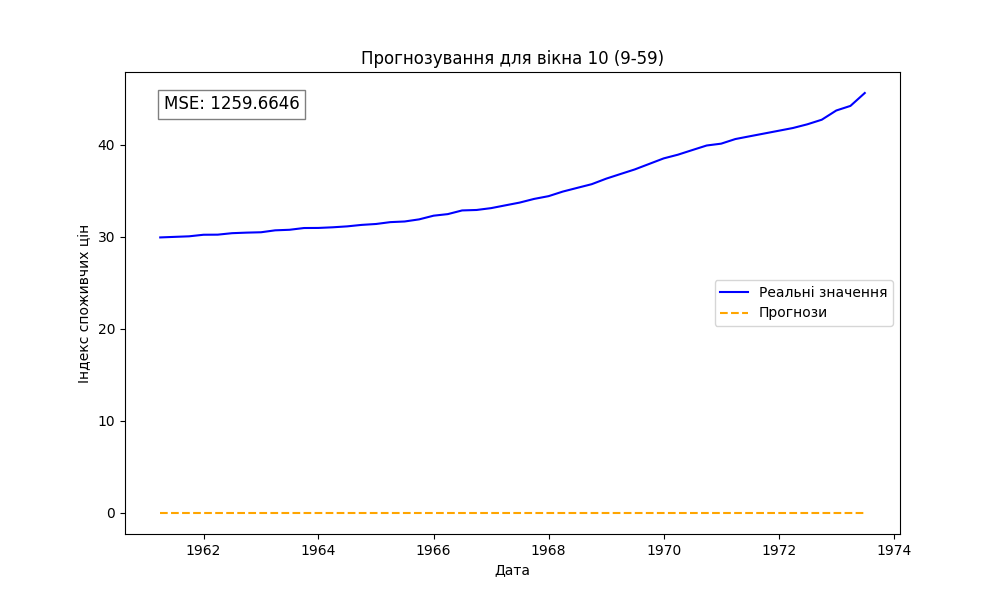 Прогнозування для вікна 10 (9-59)
MSE: 1259.6646
Індекс споживчих цін
40
30
20
10
0
Реальні значення
Прогнози
1962 1964 1966 1968 1970 1972 1974
Дата